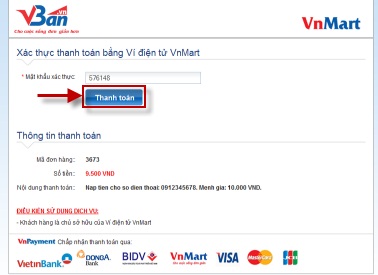 VBan.vn
Cho cuộc sống đơn giản hơn
VnMart
Xác thực thanh toán bằng Ví điện tử VnMart
* Mật khẩu xác thực: 576148
Thanh toán
Thông tin thanh toán
Mã đơn hàng: 3673
Số tiền: 9.500 VND
Nội dung thanh toán: Nap tien cho so dien thoai: 0912345678. Menh gia: 10.000 VND.
ĐIỀU KIỆN SỬ DỤNG DỊCH VỤ:
- Khách hàng là chủ sở hữu của Ví điện tử VnMart
VnPayment Chấp nhận thanh toán qua:
VietinBank DONGA Bank BIDV VnMart VISA MasterCard JCB